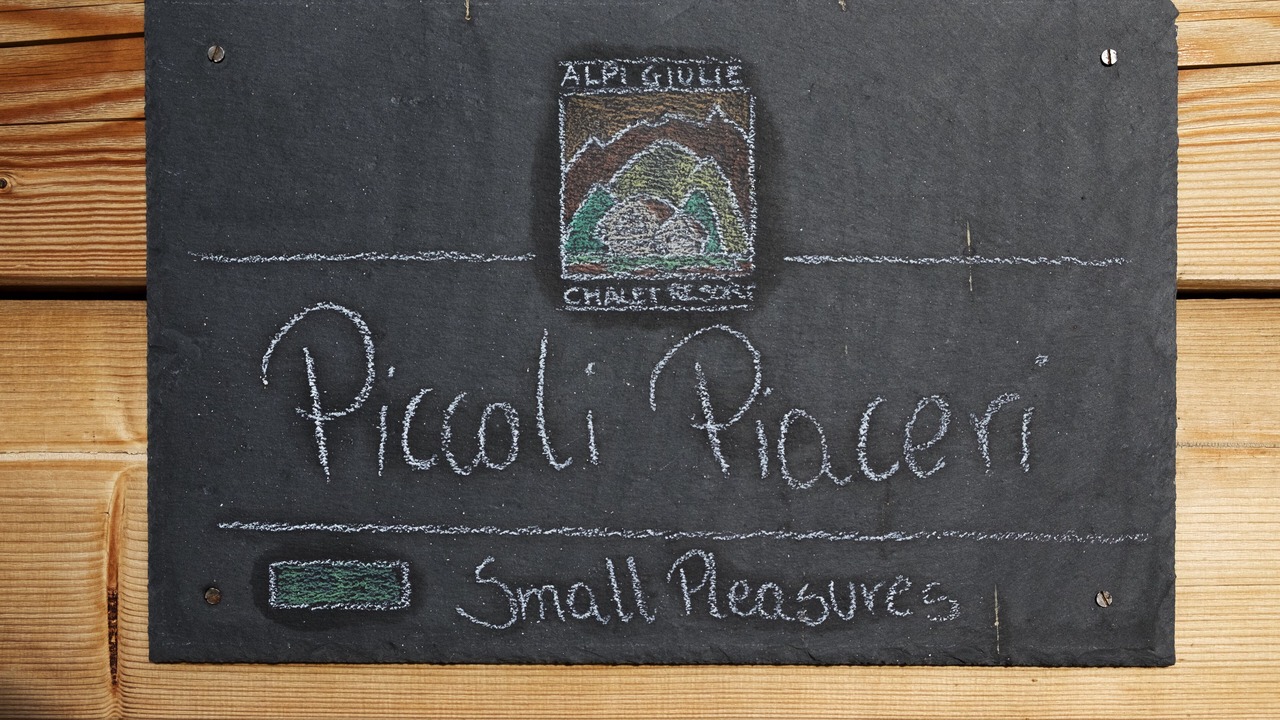 ALPI GIULIE
CHALET RESORT
Piccoli Piaceri
Small Pleasures